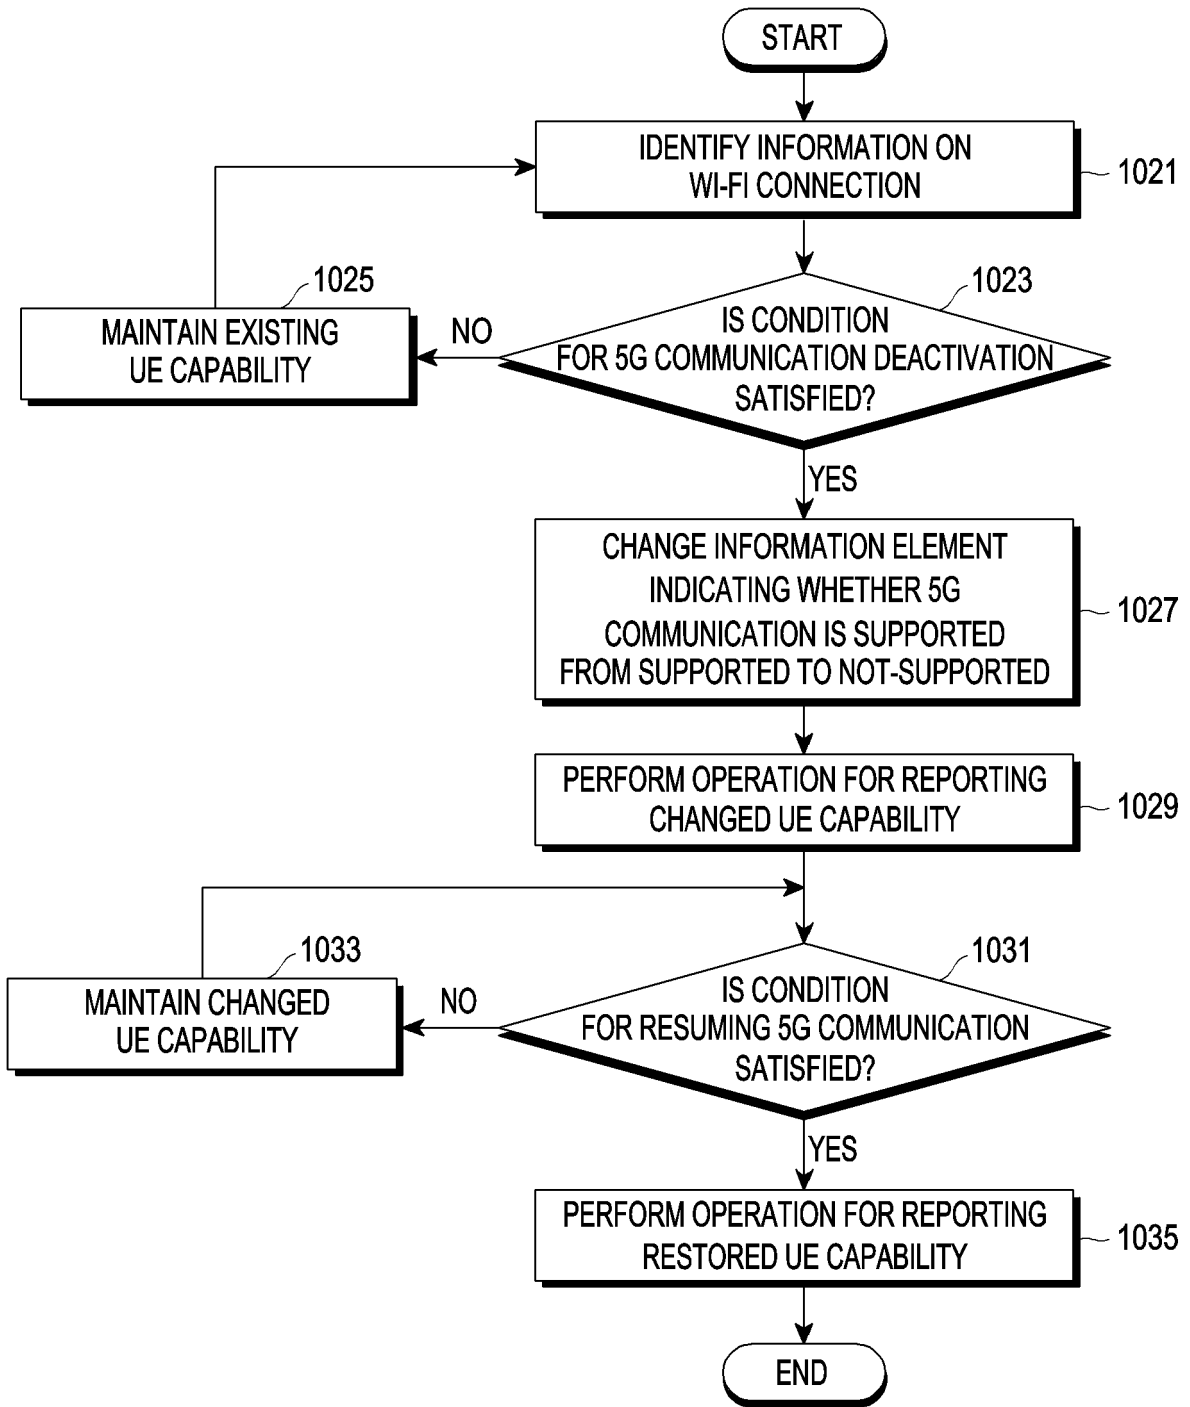 START
IDENTIFY INFORMATION ON
WI-FI CONNECTION
1021
1025
1023
MAINTAIN EXISTING
UE CAPABILITY
NO
IS CONDITION
FOR 5G COMMUNICATION DEACTIVATION
SATISFIED?
YES
CHANGE INFORMATION ELEMENT
INDICATING WHETHER 5G
COMMUNICATION IS SUPPORTED
FROM SUPPORTED TO NOT-SUPPORTED
1027
PERFORM OPERATION FOR REPORTING
CHANGED UE CAPABILITY
1029
1033
1031
MAINTAIN CHANGED
UE CAPABILITY
NO
IS CONDITION
FOR RESUMING 5G COMMUNICATION
SATISFIED?
YES
PERFORM OPERATION FOR REPORTING
RESTORED UE CAPABILITY
1035
END